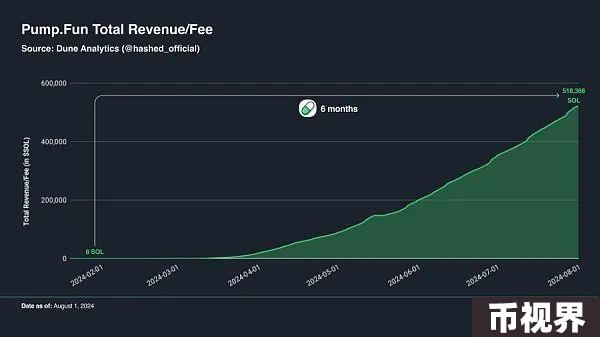 Pump.Fun Total Revenue/Fee
Source: Dune Analytics (@hashed_official)
Total Revenue/Fee (in $SOL)
600,000
400,000
200,000
0
518,366
SOL
6 months
8 SOL
2024-02-01
2024-03-01
2024-04-01
2024-05-01
2024-06-01
2024-07-01
2024-08-01
Date as of: August 1, 2024
币视界